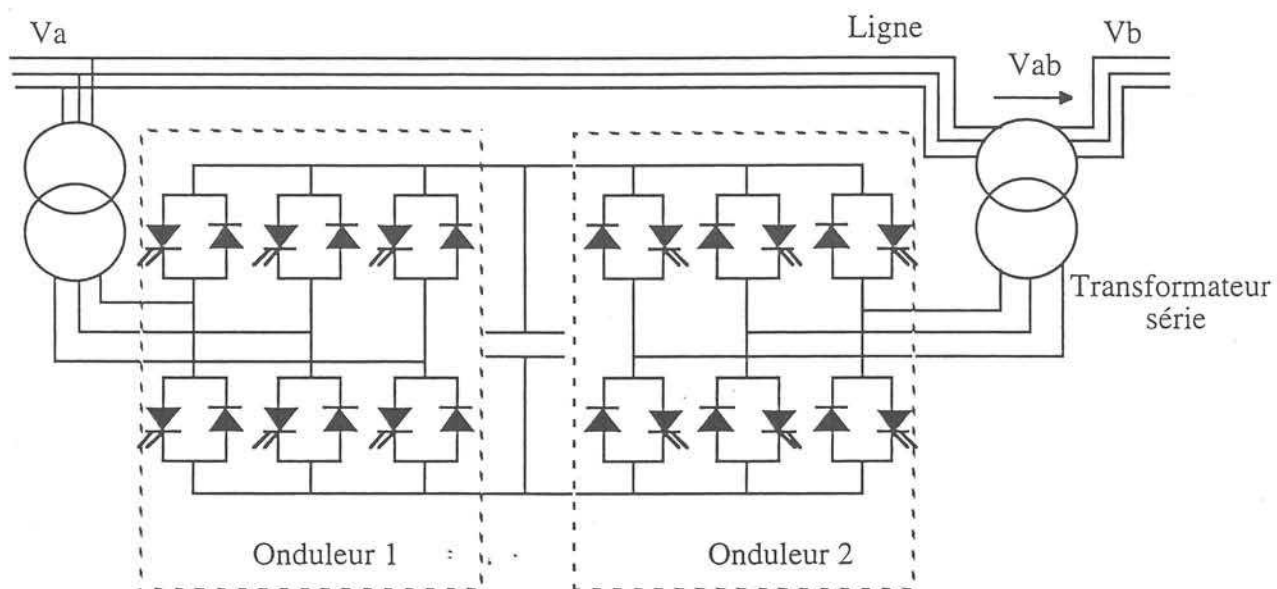 Va
Ligne
Vb
Vab
Transformateur
série
Onduleur 1
Onduleur 2